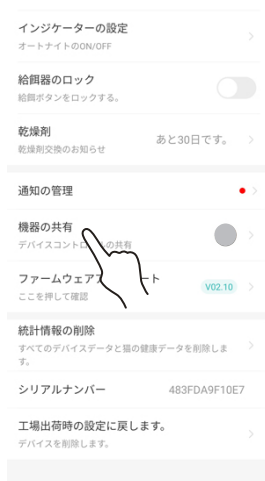 インジケーターの設定
オートナイトのON/OFF
給餌器のロック
給餌ボタンをロックする。
乾燥剤
あと30日です。
乾燥剤交換のお知らせ
通知の管理
機器の共有
デバイスコントロールの共有
ファームウェアア ート
V02.10
ここを押して確認
統計情報の削除
すべてのデバイスデータと猫の健康データを削除しま
す。
シリアルナンバー
483FDA9F10E7
工場出荷時の設定に戻します。
デバイスを削除します。